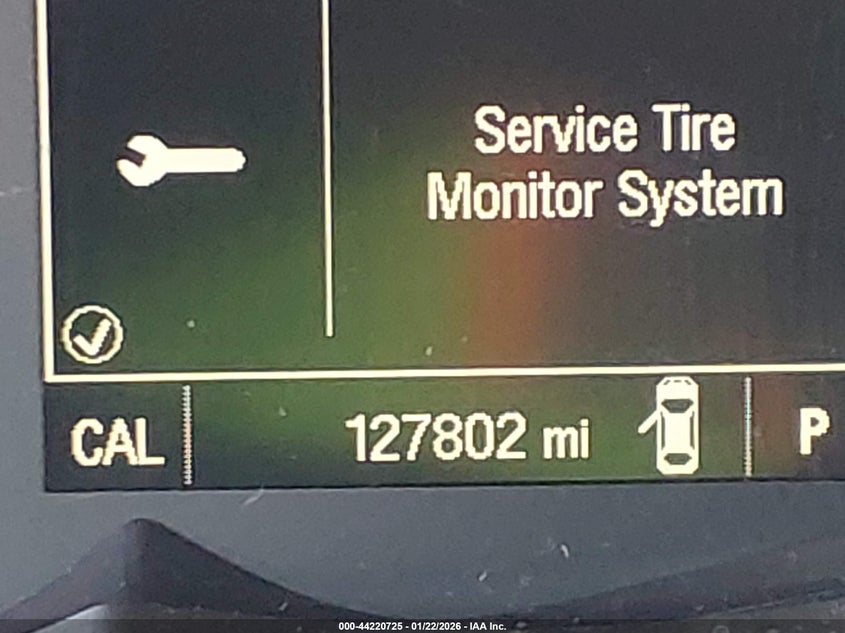 Service Tire
Monitor System
CAL
127802 mi
P
000-44220725 - 01/22/2026 - IAA Inc.